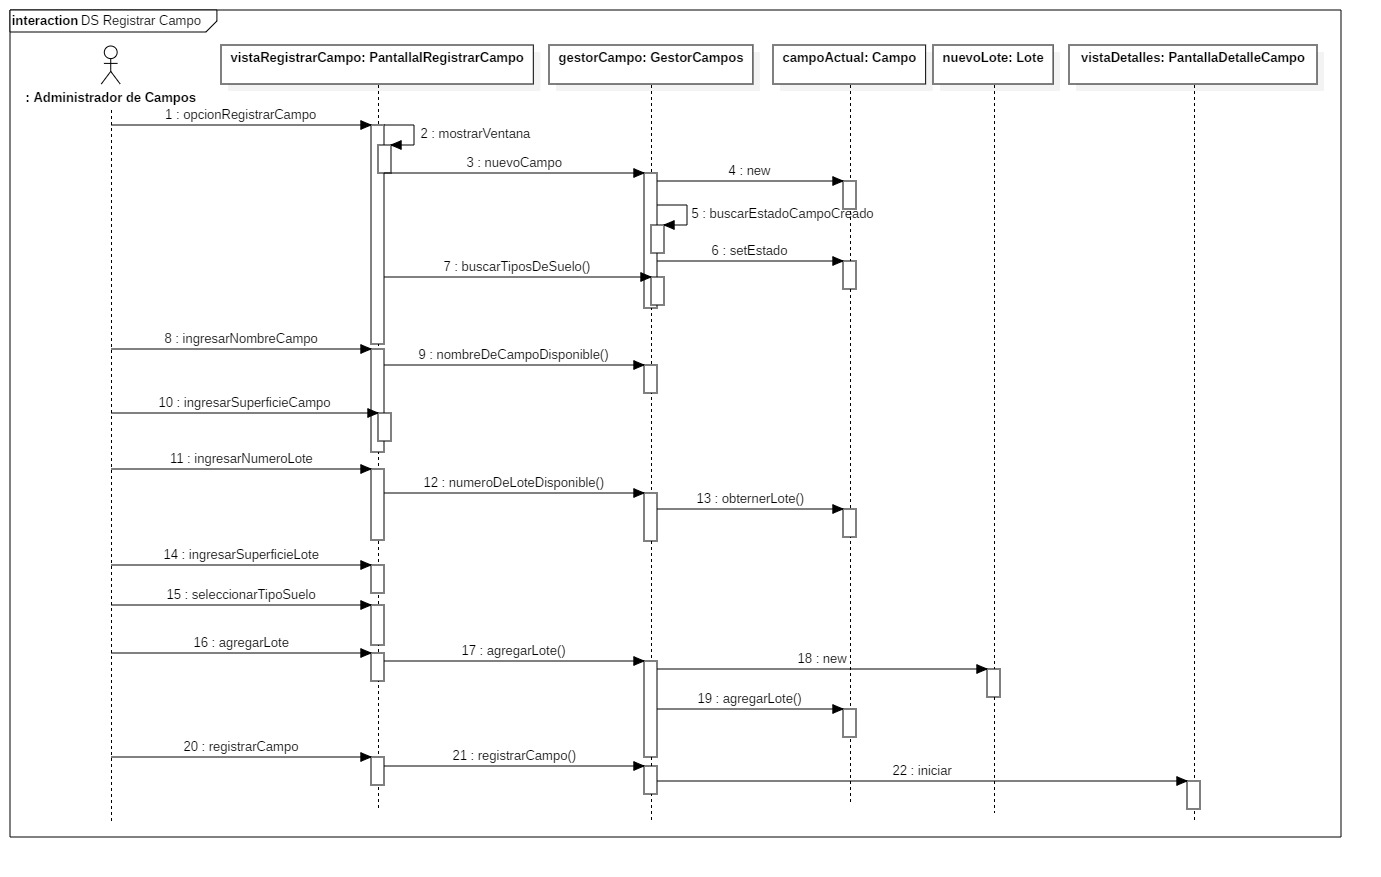 interaction DS Registrar Campo
vistaRegistrarCampo: PantallaIRegistrarCampo
gestorCampo: GestorCampos
campoActual: Campo
nuevoLote: Lote
vistaDetalles: PantallaDetalleCampo
: Administrador de Campos
1 : opcionRegistrarCampo
2 : mostrarVentana
3 : nuevoCampo
4 : new
5 : buscarEstadoCampoCreado
6 : setEstado
7 : buscarTiposDeSuelo()
8 : ingresarNombreCampo
9 : nombreDeCampoDisponible()
10 : ingresarSuperficieCampo
11 : ingresarNumeroLote
12 : numeroDeLoteDisponible()
13 : obternerLote()
14 : ingresarSuperficieLote
15 : seleccionarTipoSuelo
16 : agregarLote
17 : agregarLote()
18 : new
19 : agregarLote()
20 : registrarCampo
21 : registrarCampo()
22 : iniciar